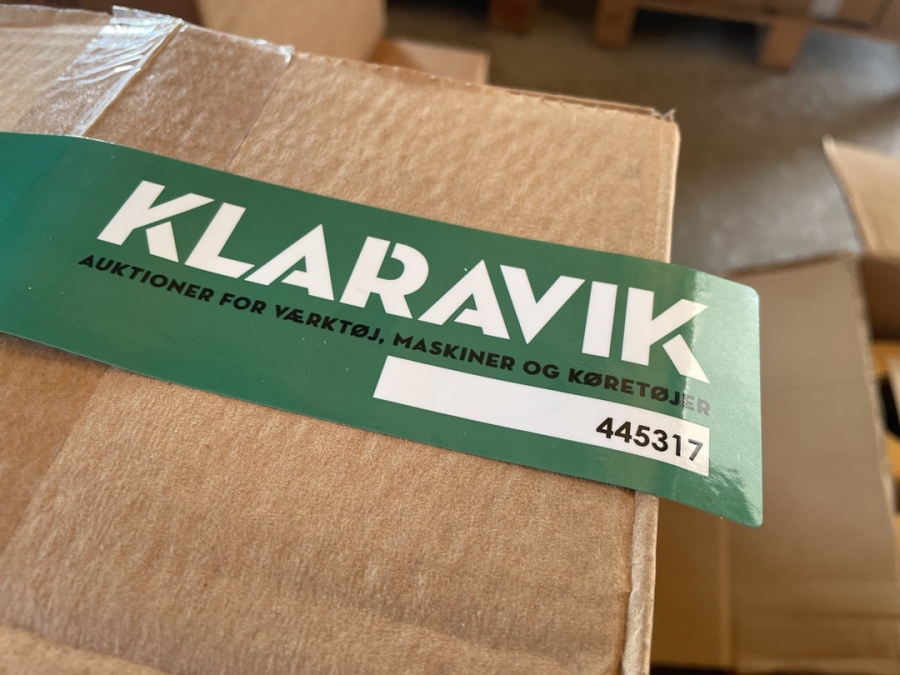 KLARAVIK
AUKTIONER FOR VÆRKTØJ, MASKINER OG KØRETØJER
445317